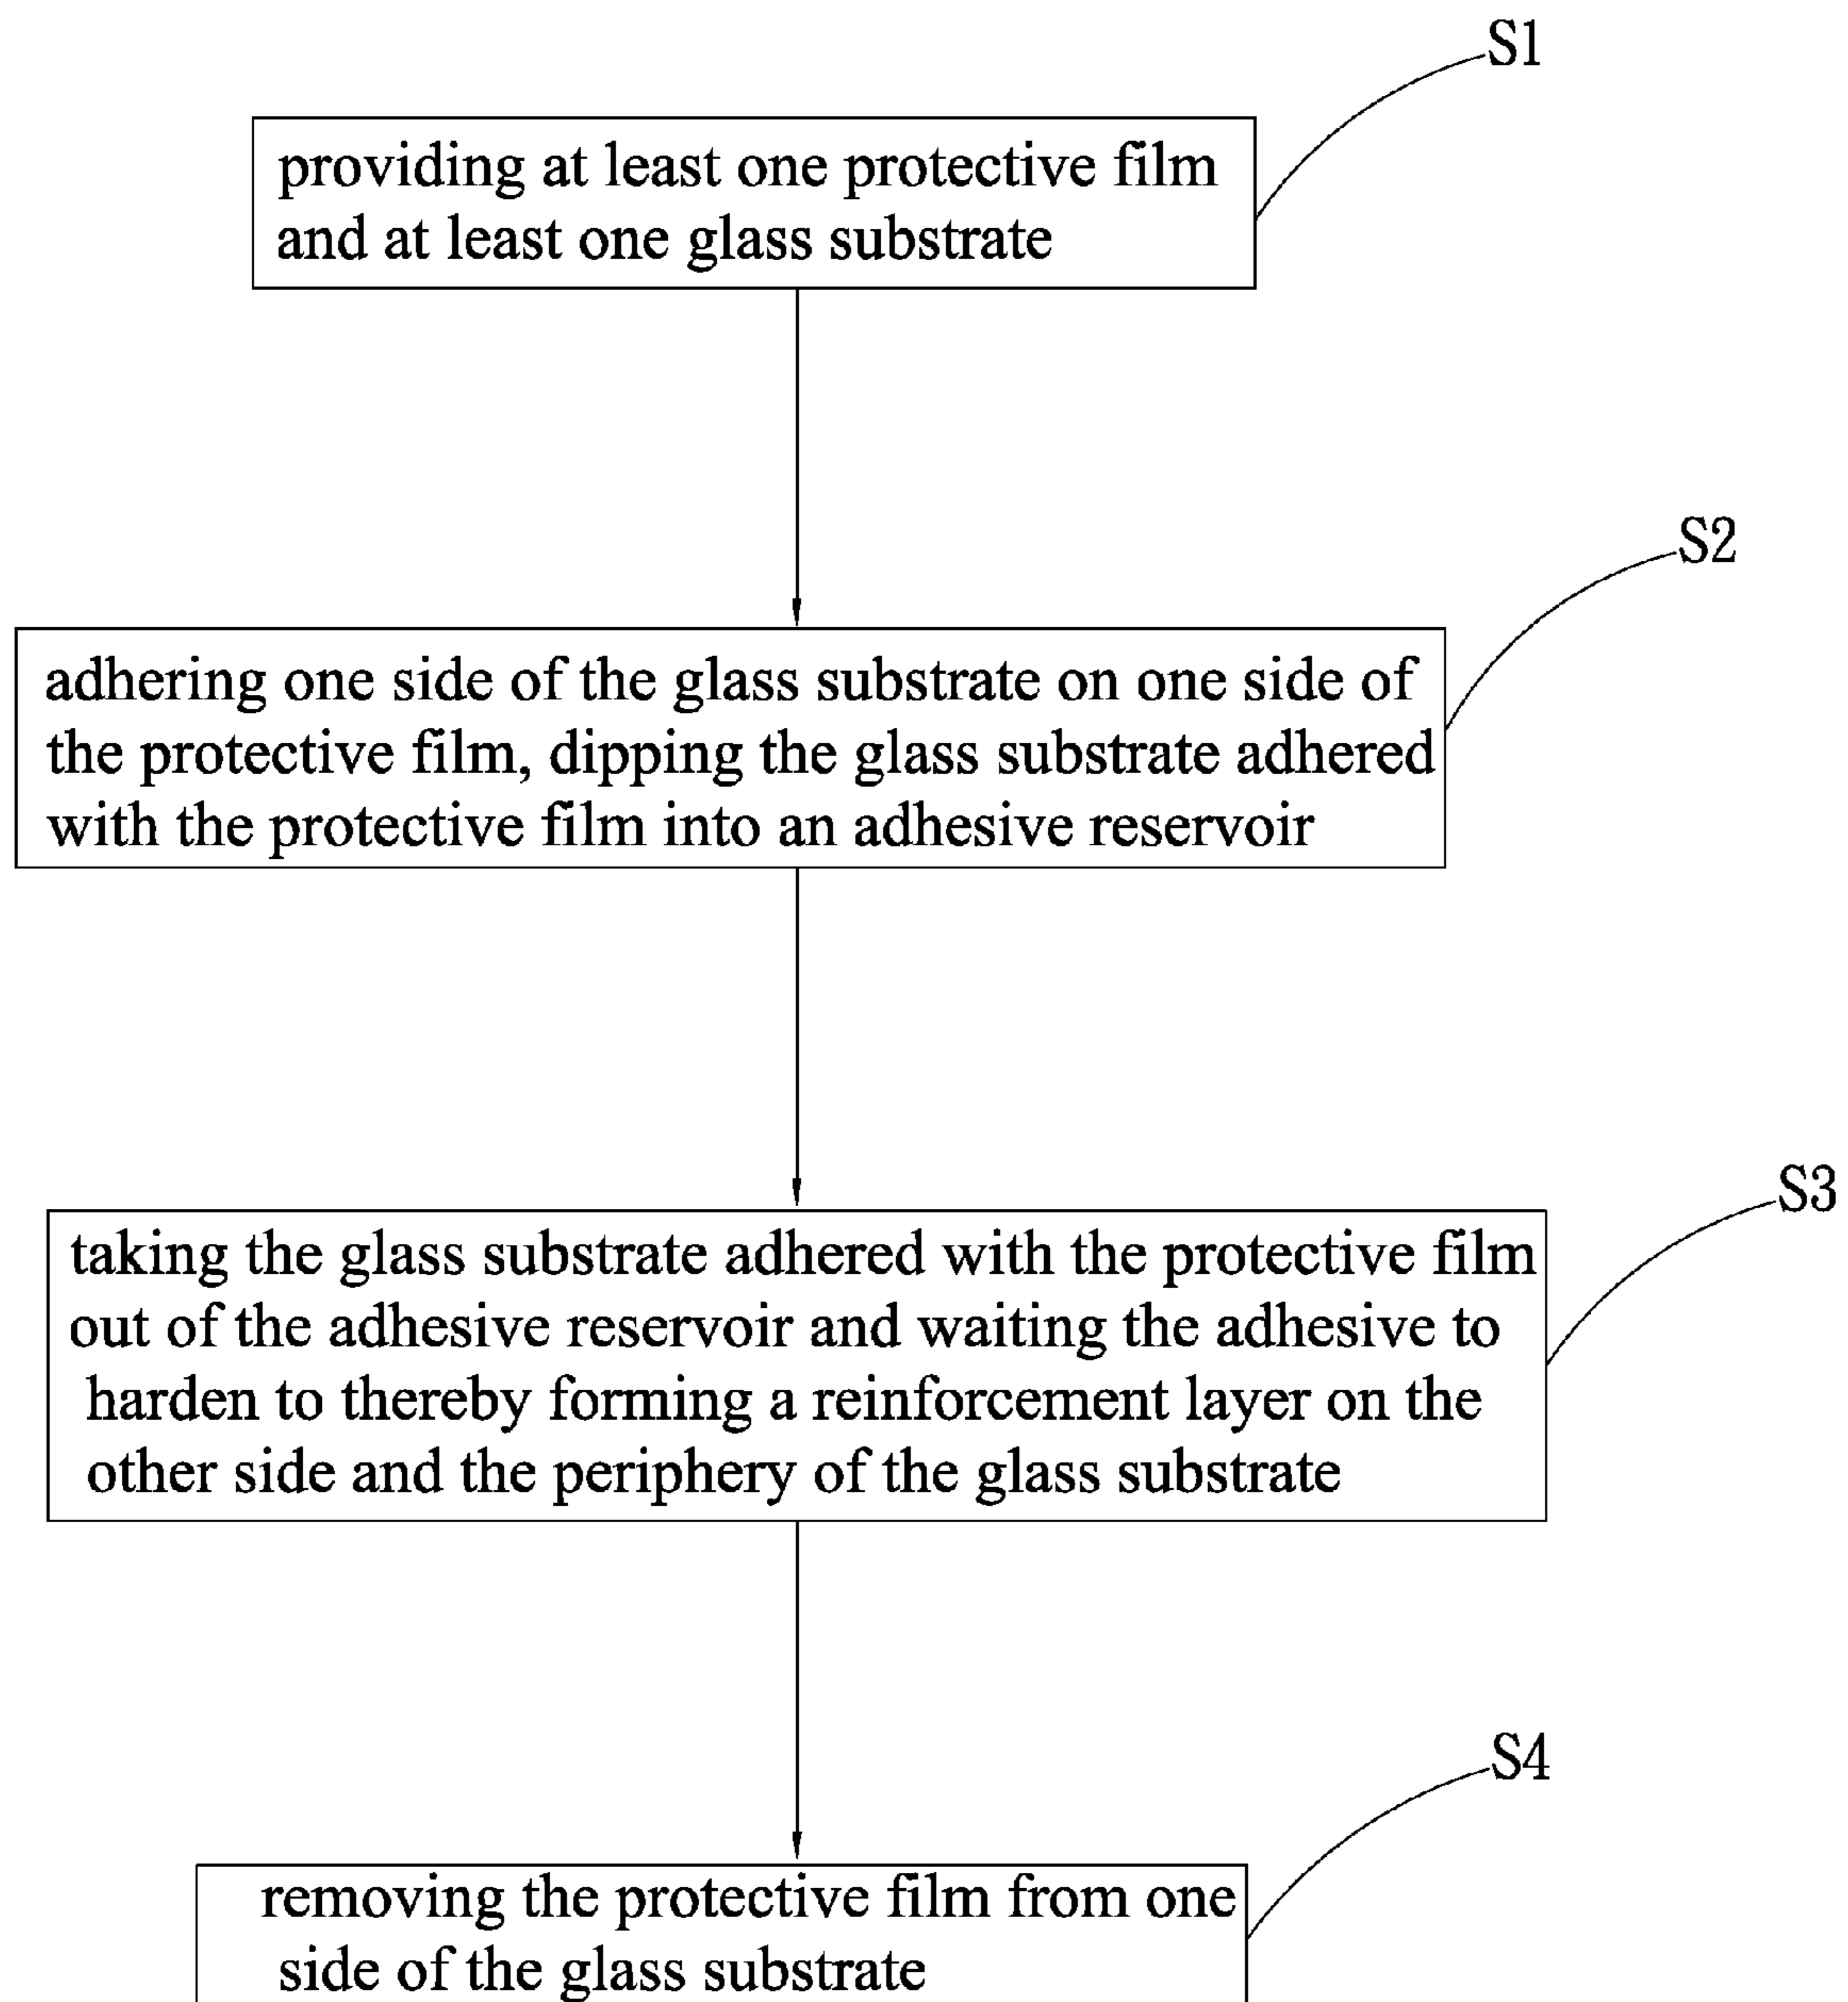 S1
providing at least one protective film
and at least one glass substrate
S2
adhering one side of the glass substrate on one side of
the protective film, dipping the glass substrate adhered
with the protective film into an adhesive reservoir
S3
taking the glass substrate adhered with the protective film
out of the adhesive reservoir and waiting the adhesive to
harden to thereby forming a reinforcement layer on the
other side and the periphery of the glass substrate
S4
removing the protective film from one
side of the glass substrate